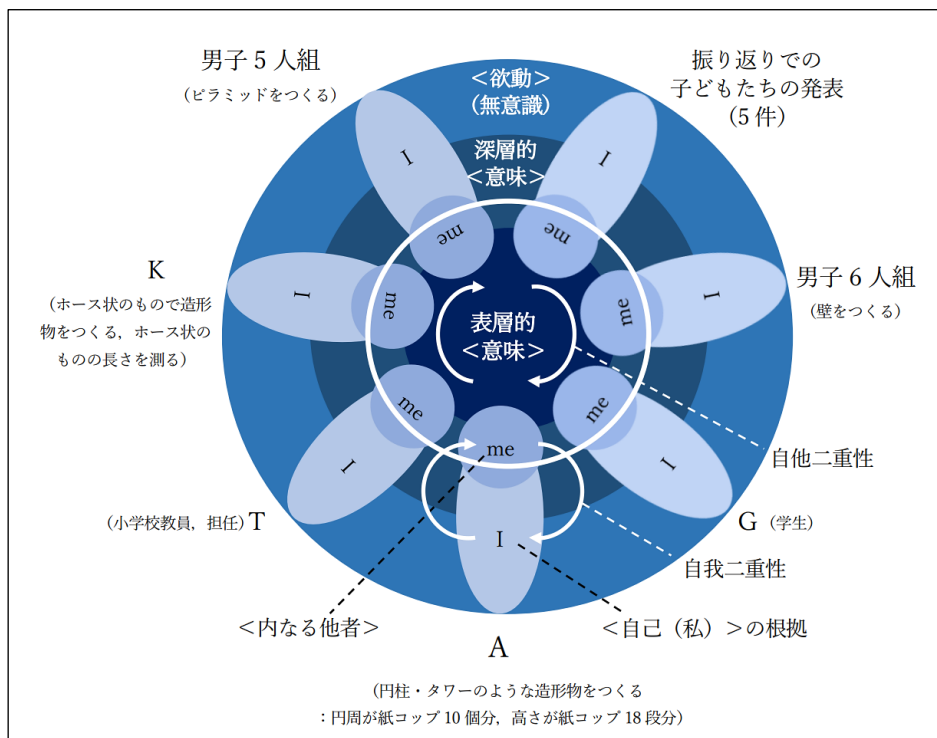 男子 5 人組
(ピラミッドをつくる)
＜欲動＞
(無意識)
振り返りでの
子どもたちの発表
(5 件)
深層的
＜意味＞
I
I
me
me
K
(ホース状のもので造形
物をつくる，ホース状の
ものの長さを測る)
I
me
表層的
＜意味＞
me
I
男子 6 人組
(壁をつくる)
me
me
me
I
I
I
自他二重性
(小学校教員，担任) T
G (学生)
自我二重性
＜内なる他者＞
＜自己（私）＞の根拠
A
(円柱・タワーのような造形物をつくる
：円周が紙コップ 10 個分，高さが紙コップ 18 段分)